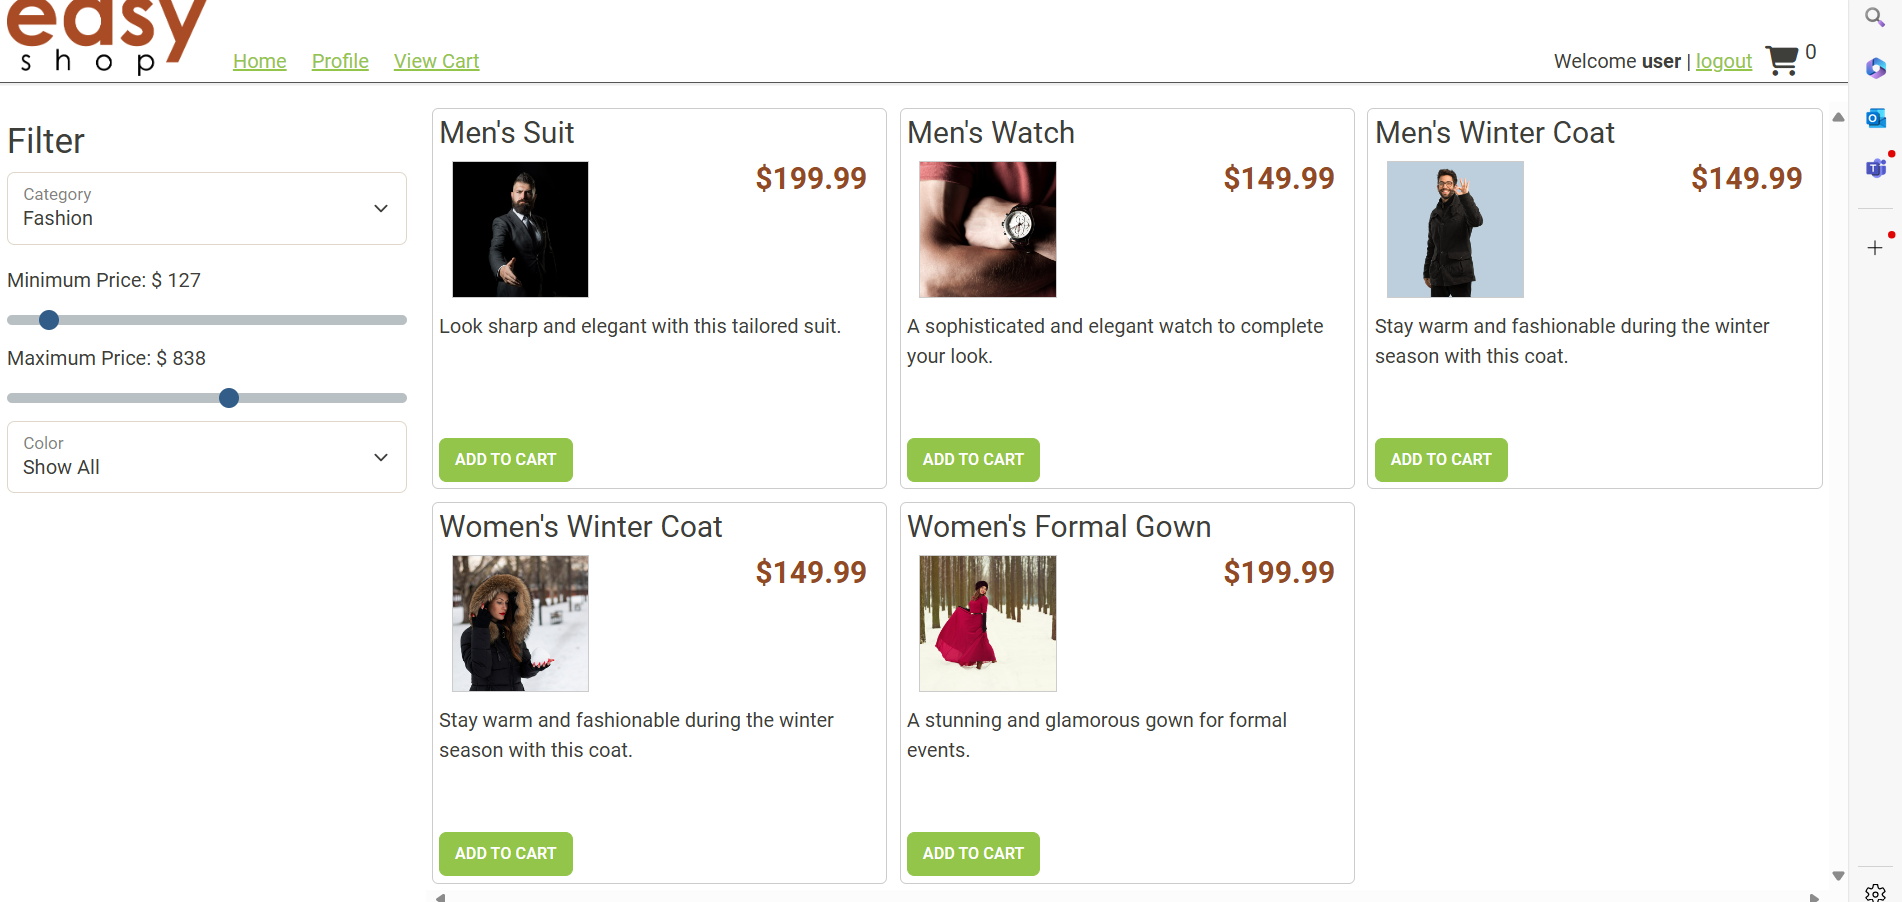 easy
shop
Home Profile View Cart
Welcome user | logout 0
Filter
Category
Fashion
Minimum Price: $ 127
Maximum Price: $ 838
Color
Show All
Men's Suit
$199.99
Look sharp and elegant with this tailored suit.
ADD TO CART
Men's Watch
$149.99
A sophisticated and elegant watch to complete
your look.
ADD TO CART
Men's Winter Coat
$149.99
Stay warm and fashionable during the winter
season with this coat.
ADD TO CART
Women's Winter Coat
$149.99
Stay warm and fashionable during the winter
season with this coat.
ADD TO CART
Women's Formal Gown
$199.99
A stunning and glamorous gown for formal
events.
ADD TO CART